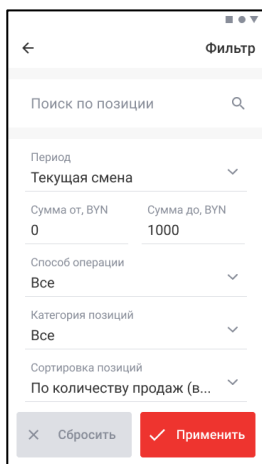 Фильтр
Поиск по позиции
Период
Текущая смена
Сумма от, BYN
Сумма до, BYN
0
1000
Способ операции
Все
Категория позиций
Все
Сортировка позиций
По количеству продаж (в...
Сбросить
Применить